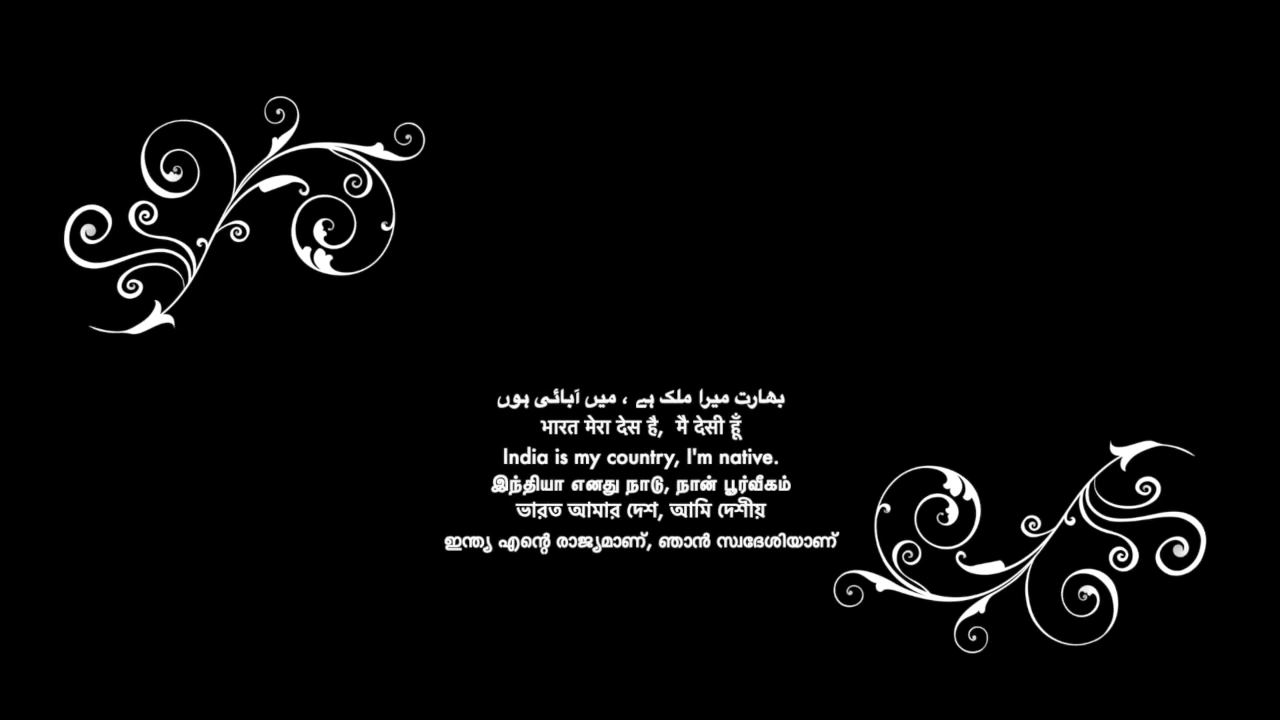 بھارت میرا ملک ہے ، میں آبائی ہوں
भारत मेरा देस है, मै देसी हूँ
India is my country, I'm native.
இந்தியா எனது நாடு, நான் பூர்வீகம்
ভারত আমার দেশ, আমি দেশীয়
ഇന്ത്യ എന്റെ രാജ്യമാണ്, ഞാൻ സ്വദേശിയാണ്